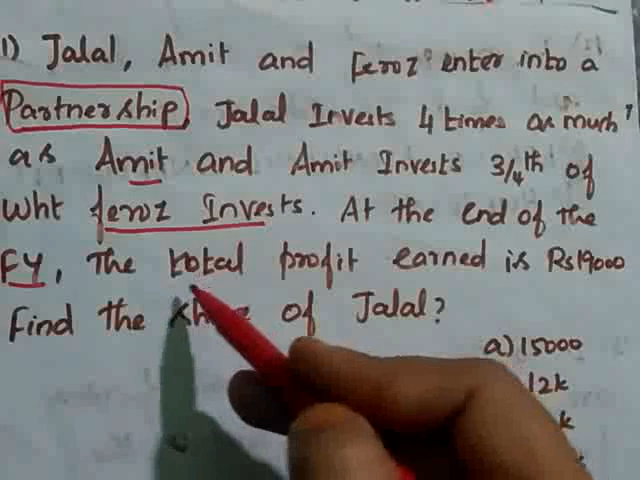 1) Jalal, Amit and Feroz enter into a
Partnership, Jalal Invests 4 times as much
as Amit and Amit Invests 3/4th of
Wht feroz Invests. At the end of the
FY, The total profit earned is Rs19000
Find the share of Jalal?
a) 15000
12k
k